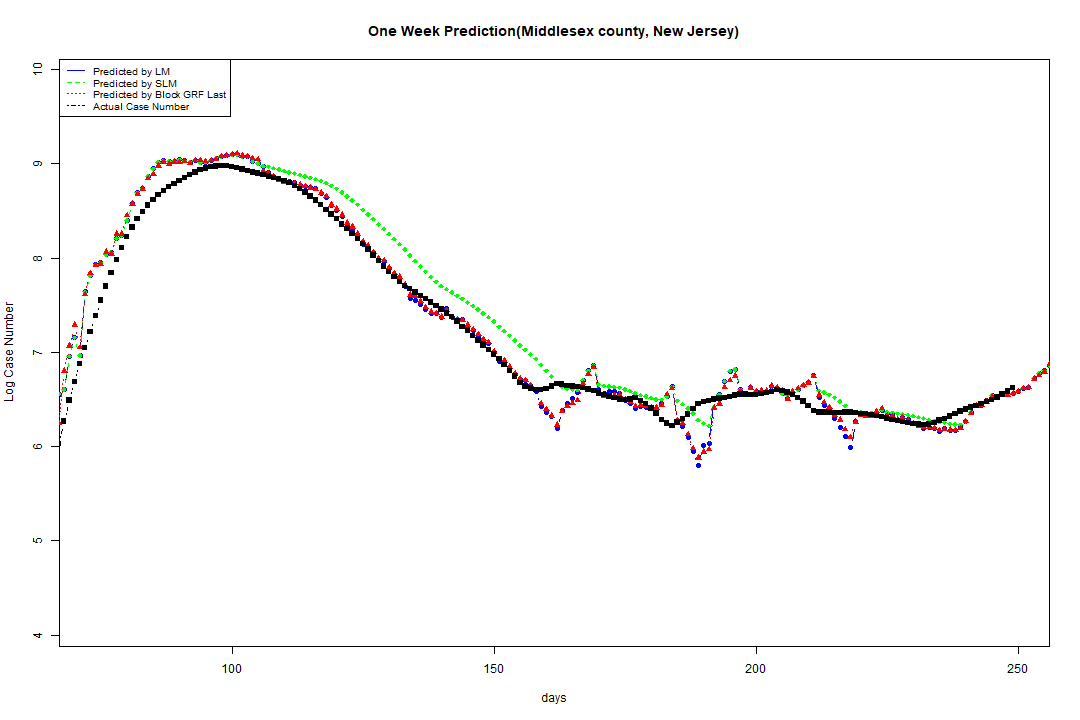 One Week Prediction(Middlesex county, New Jersey)
Predicted by LM
Predicted by SLM
Predicted by Block GRF Last
Actual Case Number
10
9
8
7
6
5
4
Log Case Number
100 150 200 250
days